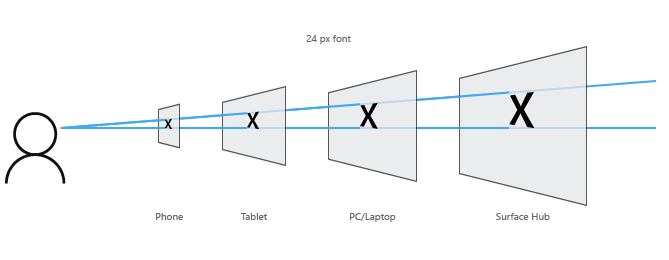 24 px font
X
X
X
X
Phone
Tablet
PC/Laptop
Surface Hub